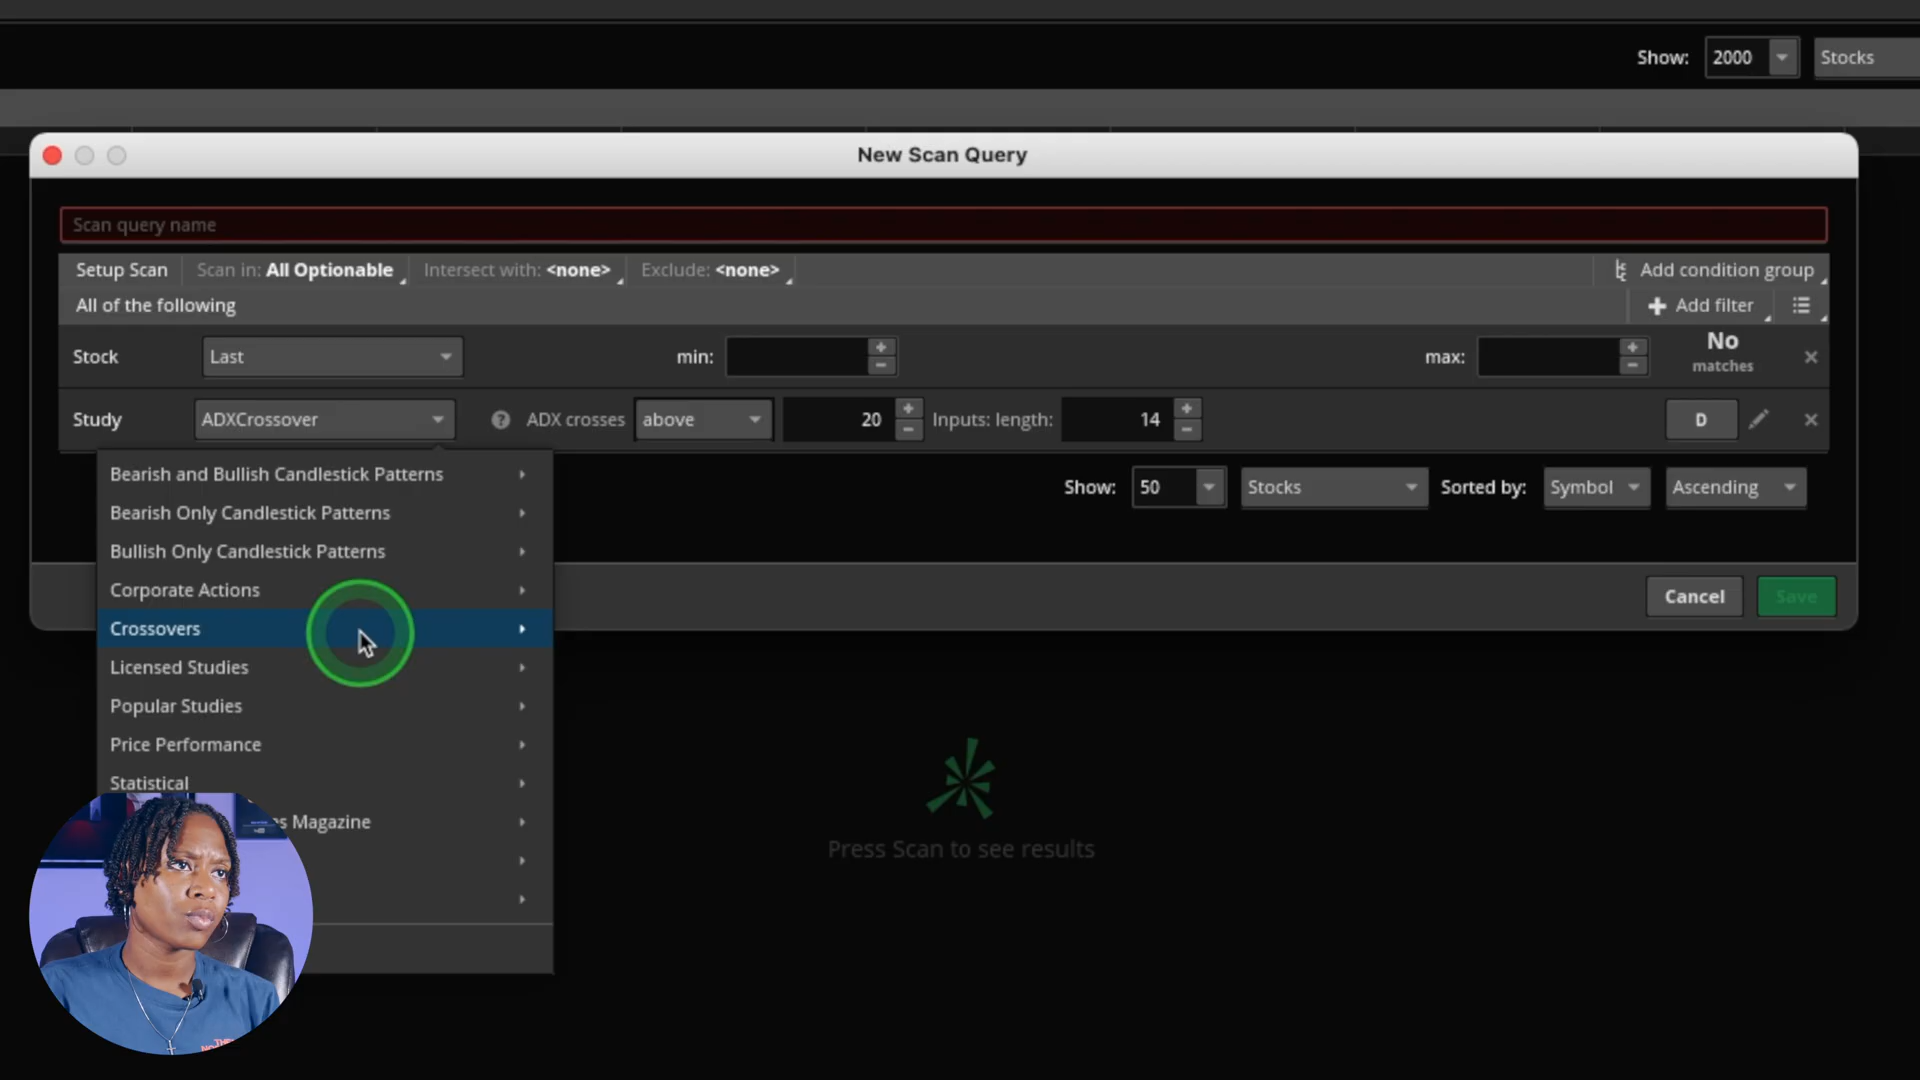 Show: 2000 Stocks
New Scan Query
Scan query name
Setup Scan Scan in: All Optionable Intersect with: <none> Exclude: <none> Add condition group
All of the following Add filter
Stock Last min: max: No matches
Study ADXCrossover ? ADX crosses above 20 Inputs: length: 14 D
Bearish and Bullish Candlestick Patterns
Show: 50 Stocks Sorted by: Symbol Ascending
Bearish Only Candlestick Patterns
Bullish Only Candlestick Patterns
Corporate Actions
Cancel Save
Crossovers
Licensed Studies
Popular Studies
Price Performance
Statistical
Magazine
Press Scan to see results